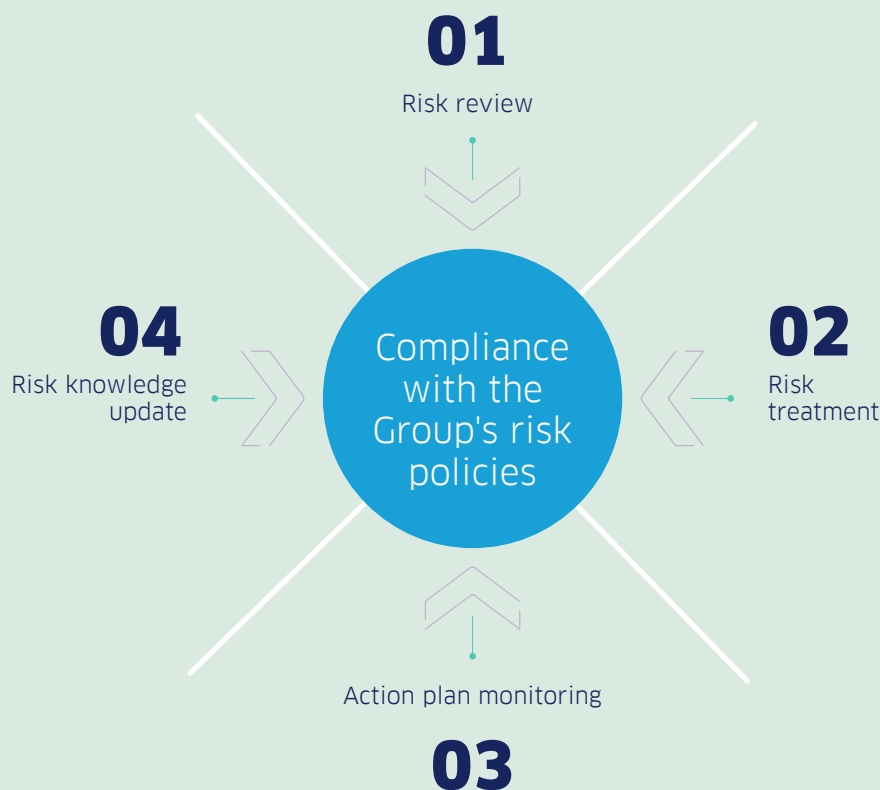 01
Risk review
04
Risk knowledge
update
Compliance
with the
Group's risk
policies
02
Risk
treatment
Action plan monitoring
03